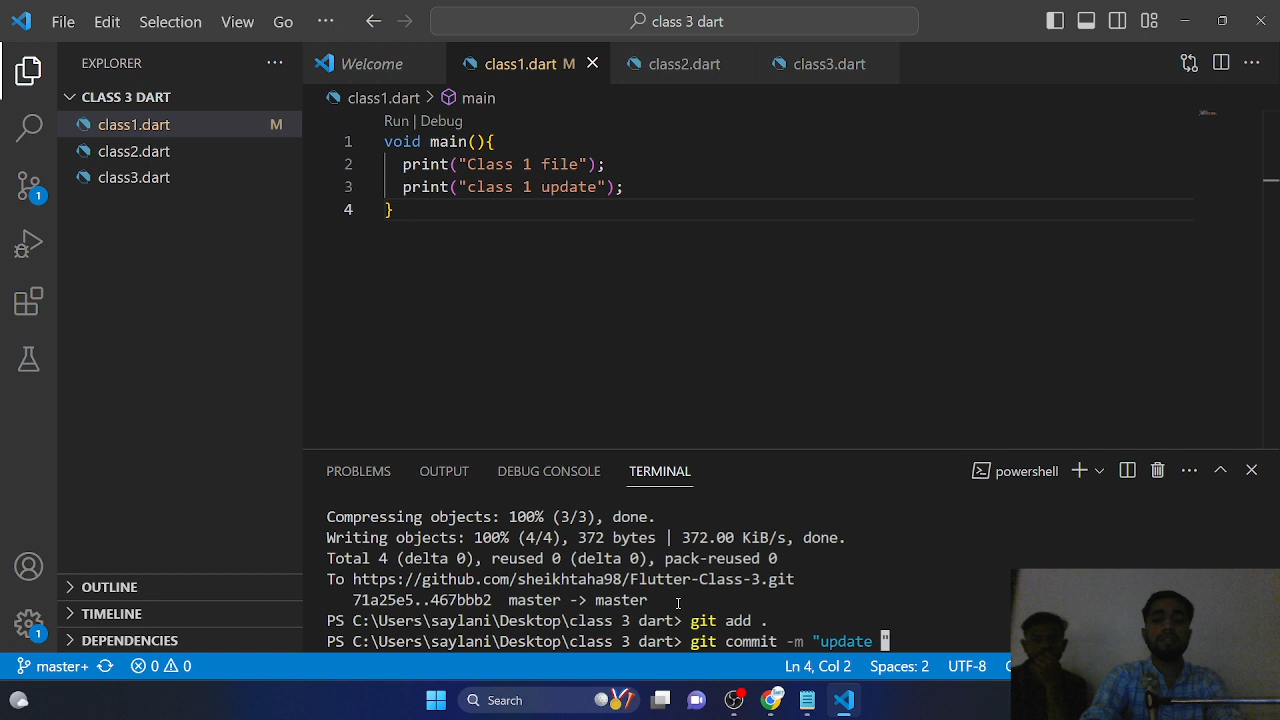 File Edit Selection View Go ··· class 3 dart
EXPLORER ···
Welcome class1.dart M class2.dart class3.dart ···
CLASS 3 DART
class1.dart M
class2.dart
class3.dart
1
class1.dart > main
Run | Debug
1 void main(){
2 print("Class 1 file");
3 print("class 1 update");
4 }
PROBLEMS OUTPUT DEBUG CONSOLE TERMINAL powershell ···
Compressing objects: 100% (3/3), done.
Writing objects: 100% (4/4), 372 bytes | 372.00 KiB/s, done.
Total 4 (delta 0), reused 0 (delta 0), pack-reused 0
To https://github.com/sheikhtaha98/Flutter-Class-3.git
71a25e5..467bbb2 master -> master
PS C:\Users\saylani\Desktop\class 3 dart> git add .
PS C:\Users\saylani\Desktop\class 3 dart> git commit -m "update "
OUTLINE
TIMELINE
DEPENDENCIES
1
master+ 0 0 Ln 4, Col 2 Spaces: 2 UTF-8
Search